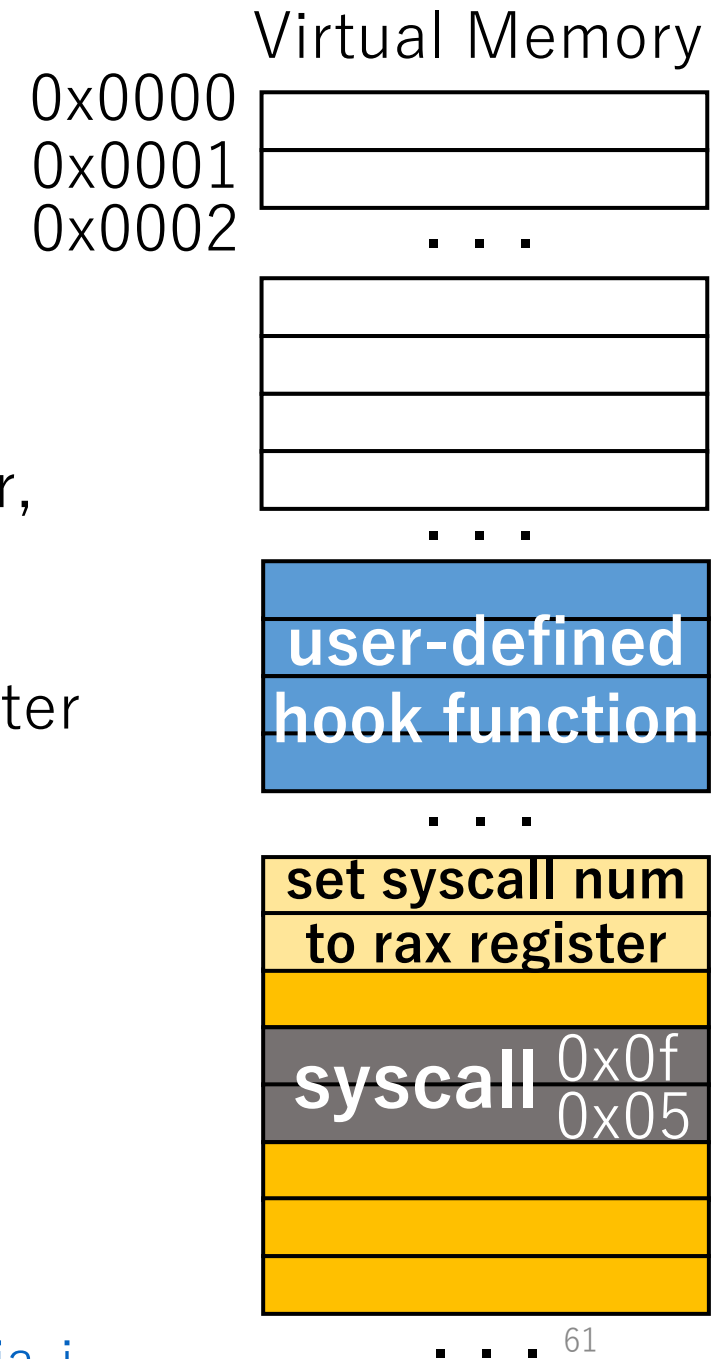 Virtual Memory
0x0000
0x0001
0x0002
. . .
r,
. . .
user-defined
ter
hook function
. . .
set syscall num
to rax register
syscall 0x0f
0x05
. . . 61